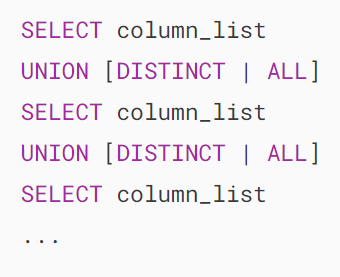 SELECT column_list
UNION [DISTINCT | ALL]
SELECT column_list
UNION [DISTINCT | ALL]
SELECT column_list
...